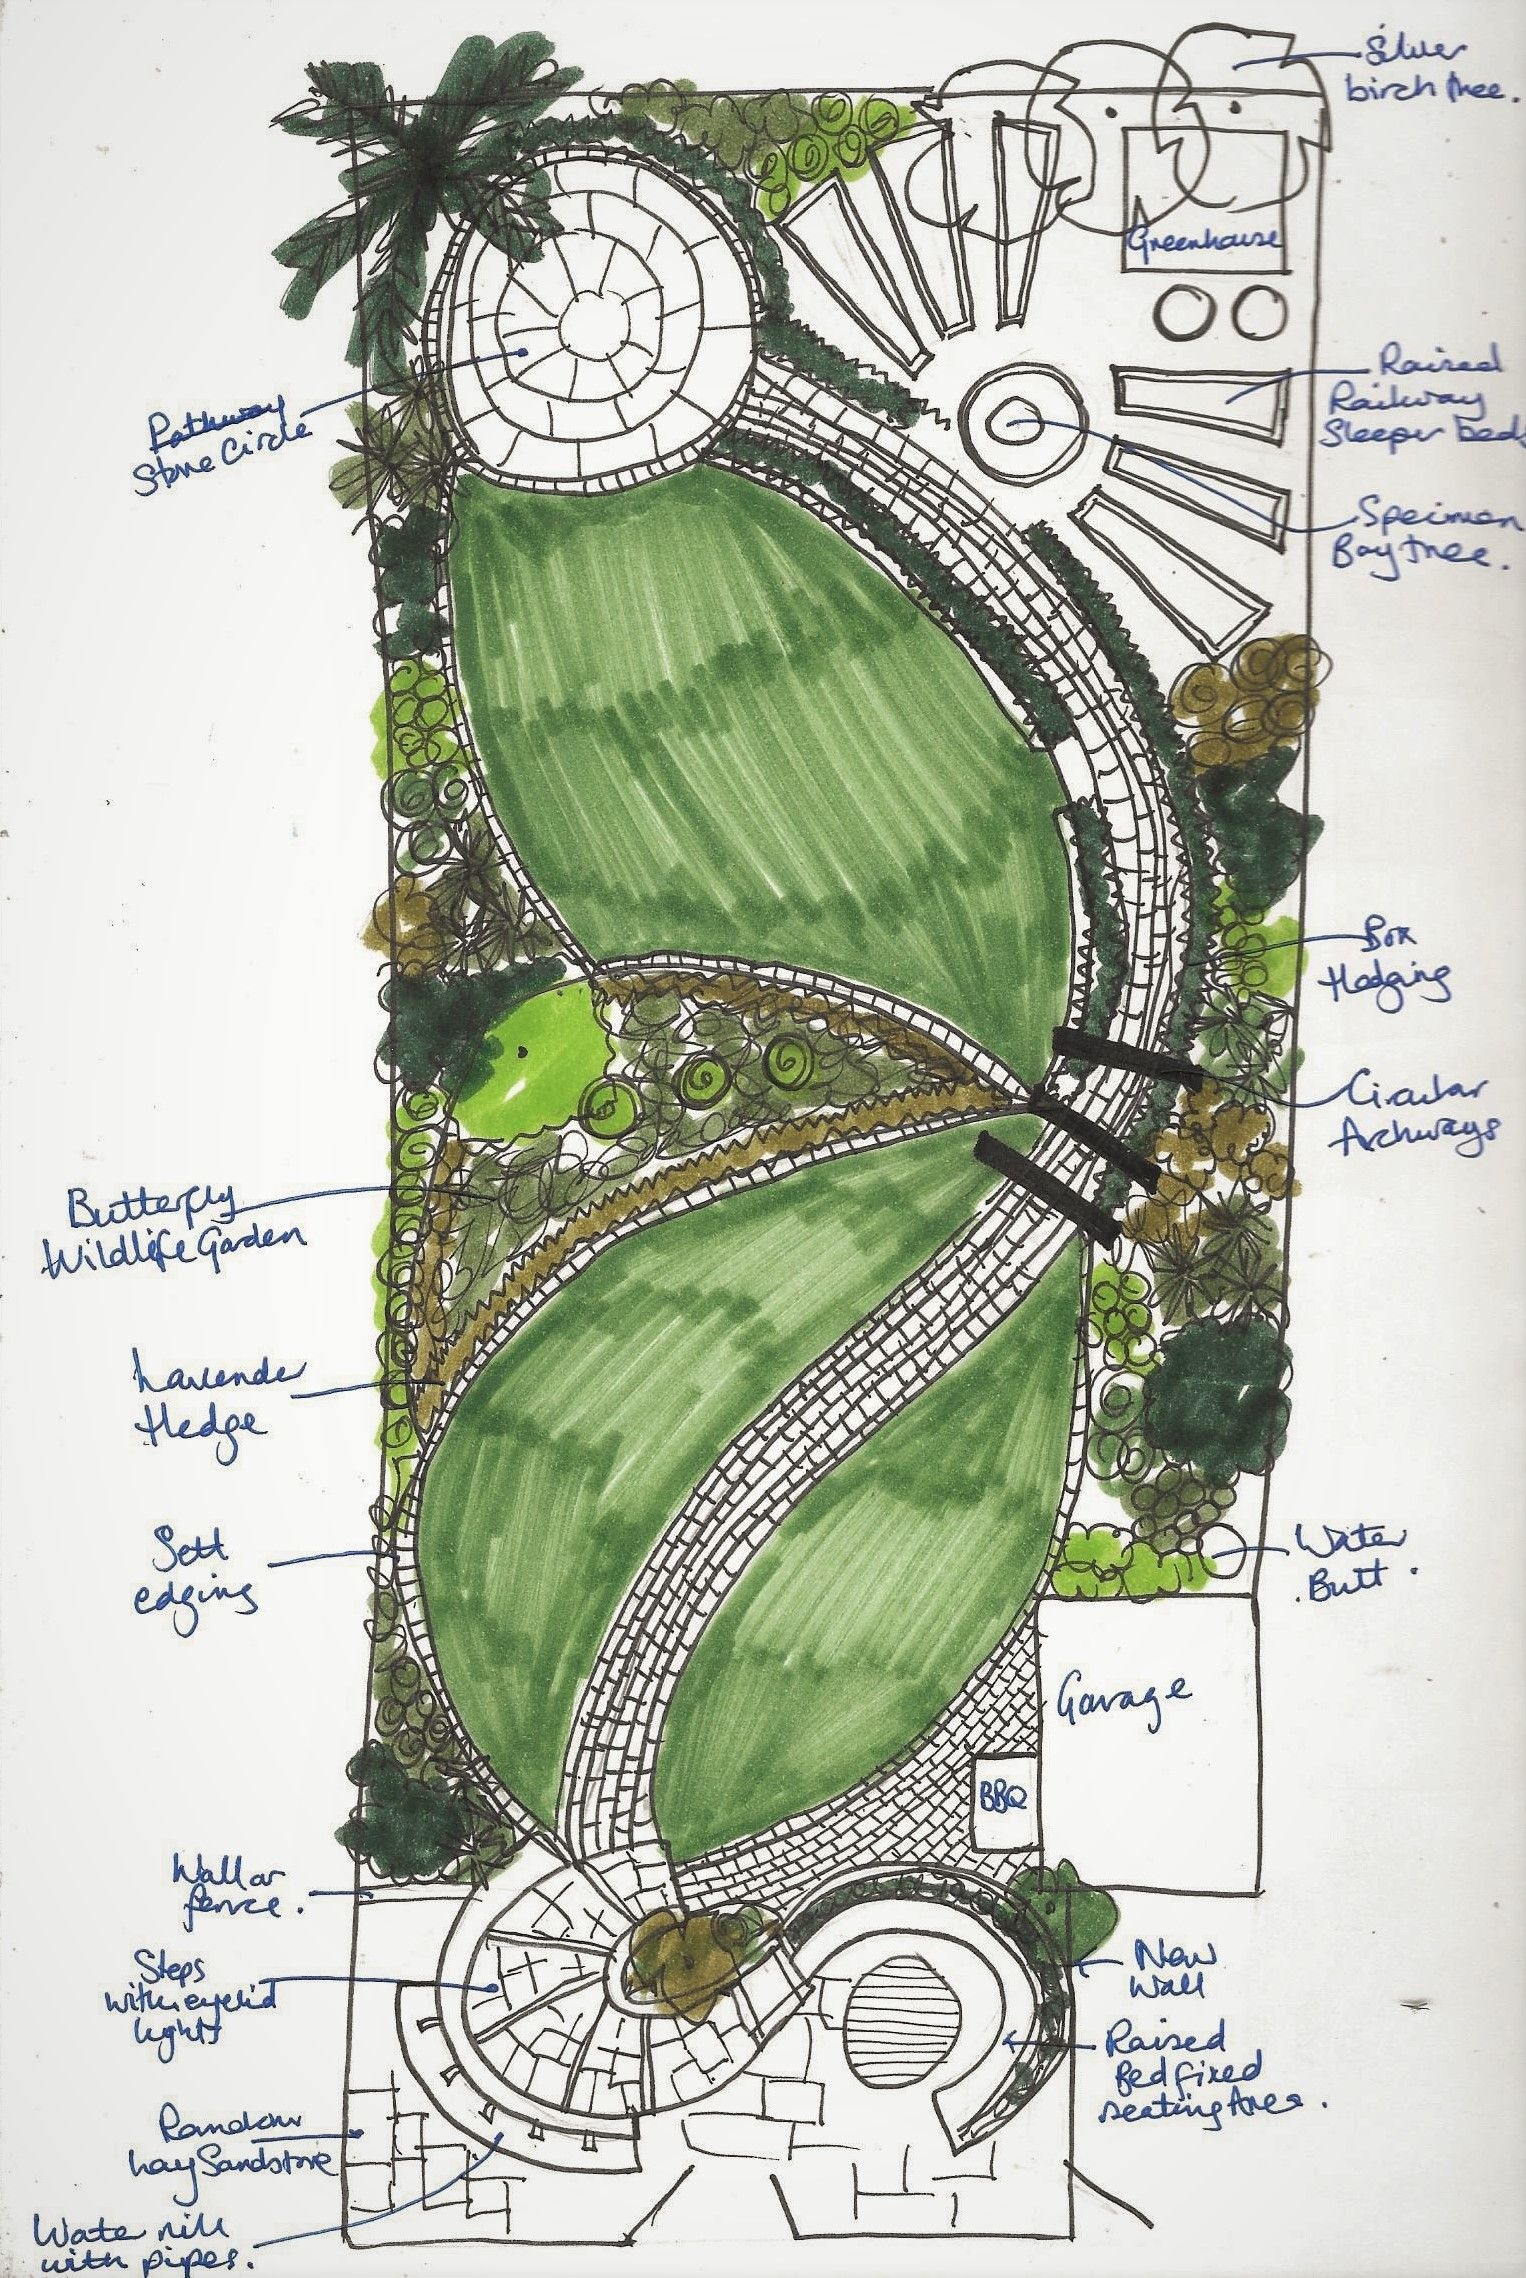 Silver
birch tree.
Greenhouse
Raised
Railway
Sleeper beds
Pathway
Stone Circle
Specimen
Bay tree.
Box
Hedging
Circular
Archways
Butterfly
Wildlife Garden
Lavender
Hedge
Sett
edging
Water
Butt.
Garage
BBQ
Wall or
fence.
Steps
with eyelid
lights
New
Wall
Raised
Bed fixed
seating Area.
Random
Lay Sandstone
Water rill
with pipes.